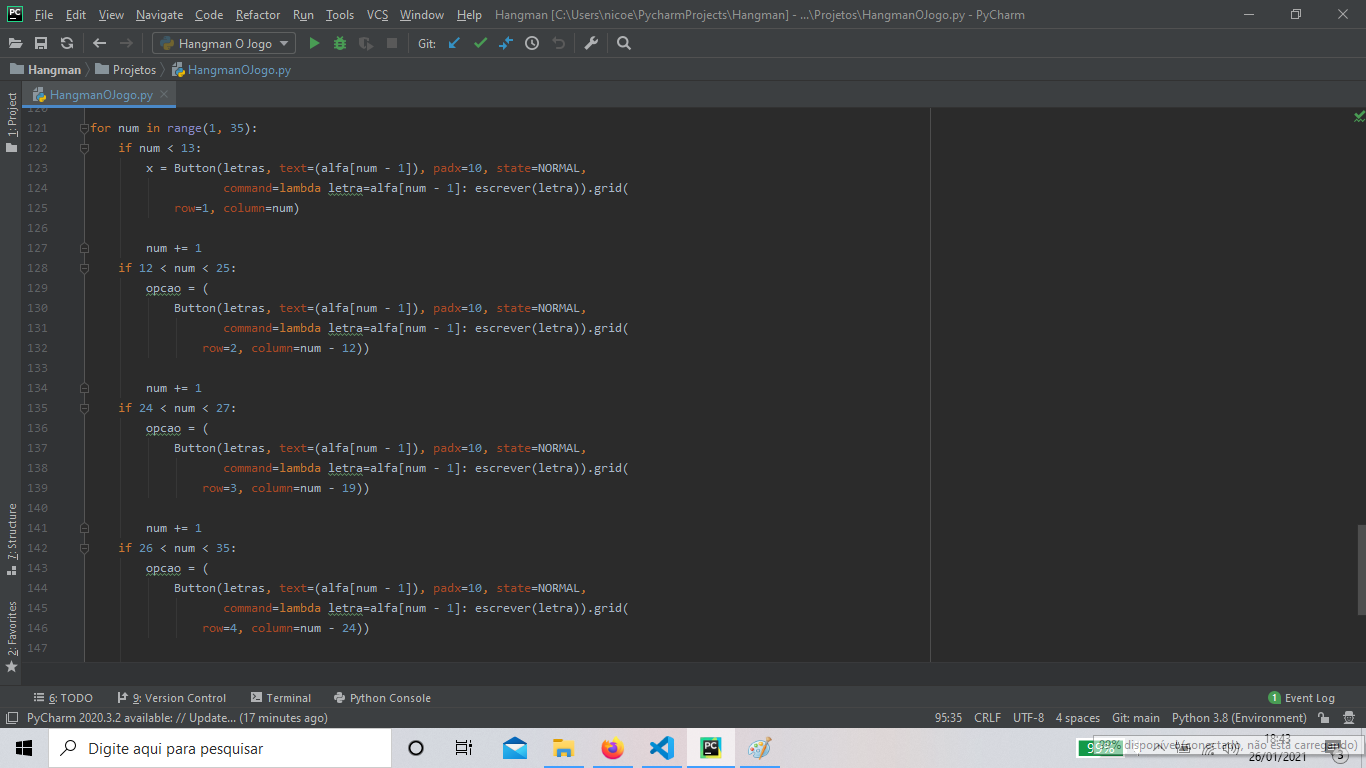 File Edit View Navigate Code Refactor Run Tools VCS Window Help Hangman [C:\Users\nicoe\PycharmProjects\Hangman] - ...\Projetos\HangmanOJogo.py - PyCharm
Hangman O Jogo Git:
Hangman Projetos HangmanOJogo.py
HangmanOJogo.py
1: Project
7: Structure
2: Favorites
120
121 for num in range(1, 35):
122 if num < 13:
123 x = Button(letras, text=(alfa[num - 1]), padx=10, state=NORMAL,
124 command=lambda letra=alfa[num - 1]: escrever(letra)).grid(
125 row=1, column=num)
126
127 num += 1
128 if 12 < num < 25:
129 opcao = (
130 Button(letras, text=(alfa[num - 1]), padx=10, state=NORMAL,
131 command=lambda letra=alfa[num - 1]: escrever(letra)).grid(
132 row=2, column=num - 12))
133
134 num += 1
135 if 24 < num < 27:
136 opcao = (
137 Button(letras, text=(alfa[num - 1]), padx=10, state=NORMAL,
138 command=lambda letra=alfa[num - 1]: escrever(letra)).grid(
139 row=3, column=num - 19))
140
141 num += 1
142 if 26 < num < 35:
143 opcao = (
144 Button(letras, text=(alfa[num - 1]), padx=10, state=NORMAL,
145 command=lambda letra=alfa[num - 1]: escrever(letra)).grid(
146 row=4, column=num - 24))
147
6: TODO 9: Version Control Terminal Python Console 1 Event Log
PyCharm 2020.3.2 available: // Update... (17 minutes ago) 95:35 CRLF UTF-8 4 spaces Git: main Python 3.8 (Environment)
Digite aqui para pesquisar
99% disponível (conectado, não está carregando)
18:43
26/01/2021
3